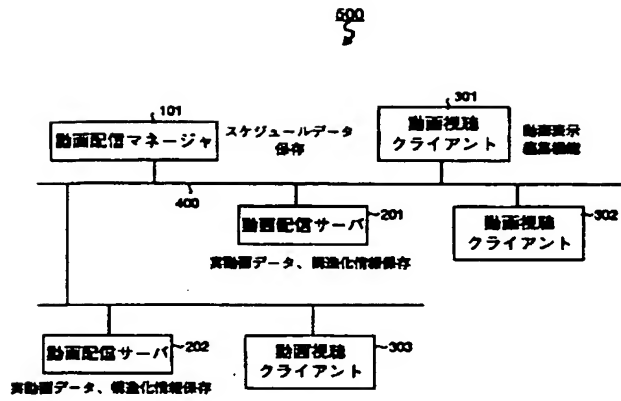 500
101
動画配信マネージャ
スケジュールデータ
保存
301
動画視聴
クライアント
動画表示
編集機能
400
動画配信サーバ
201
実動画データ、構造化情報保存
動画視聴
クライアント
302
動画配信サーバ
202
実動画データ、構造化情報保存
動画視聴
クライアント
303